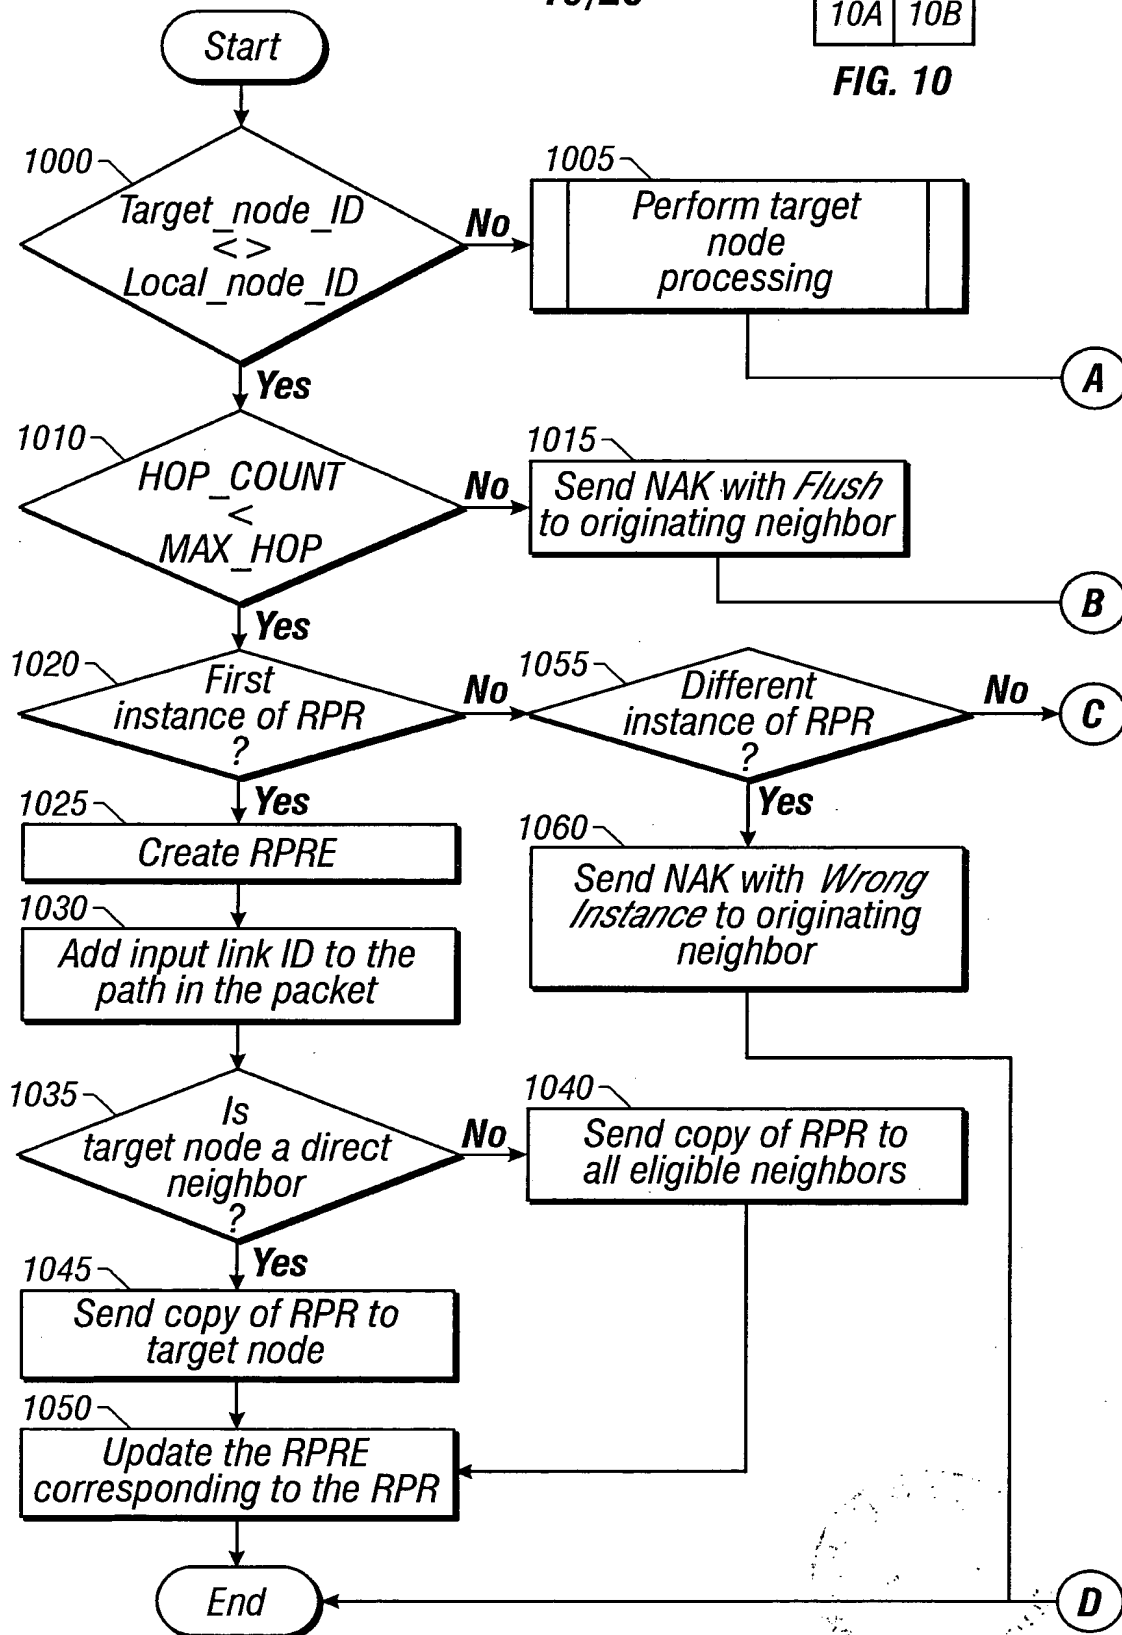 10A 10B
FIG. 10
Start
1000
Target_node_ID
<>
Local_node_ID
No
1005
Perform target
node
processing
A
Yes
1010
HOP_COUNT
<
MAX_HOP
No
1015
Send NAK with Flush
to originating neighbor
B
Yes
1020
First
instance of RPR
?
No
1055
Different
instance of RPR
?
No
C
Yes
1025
Create RPRE
Yes
1060
Send NAK with Wrong
Instance to originating
neighbor
1030
Add input link ID to the
path in the packet
1035
Is
target node a direct
neighbor
?
No
1040
Send copy of RPR to
all eligible neighbors
Yes
1045
Send copy of RPR to
target node
1050
Update the RPRE
corresponding to the RPR
End
D